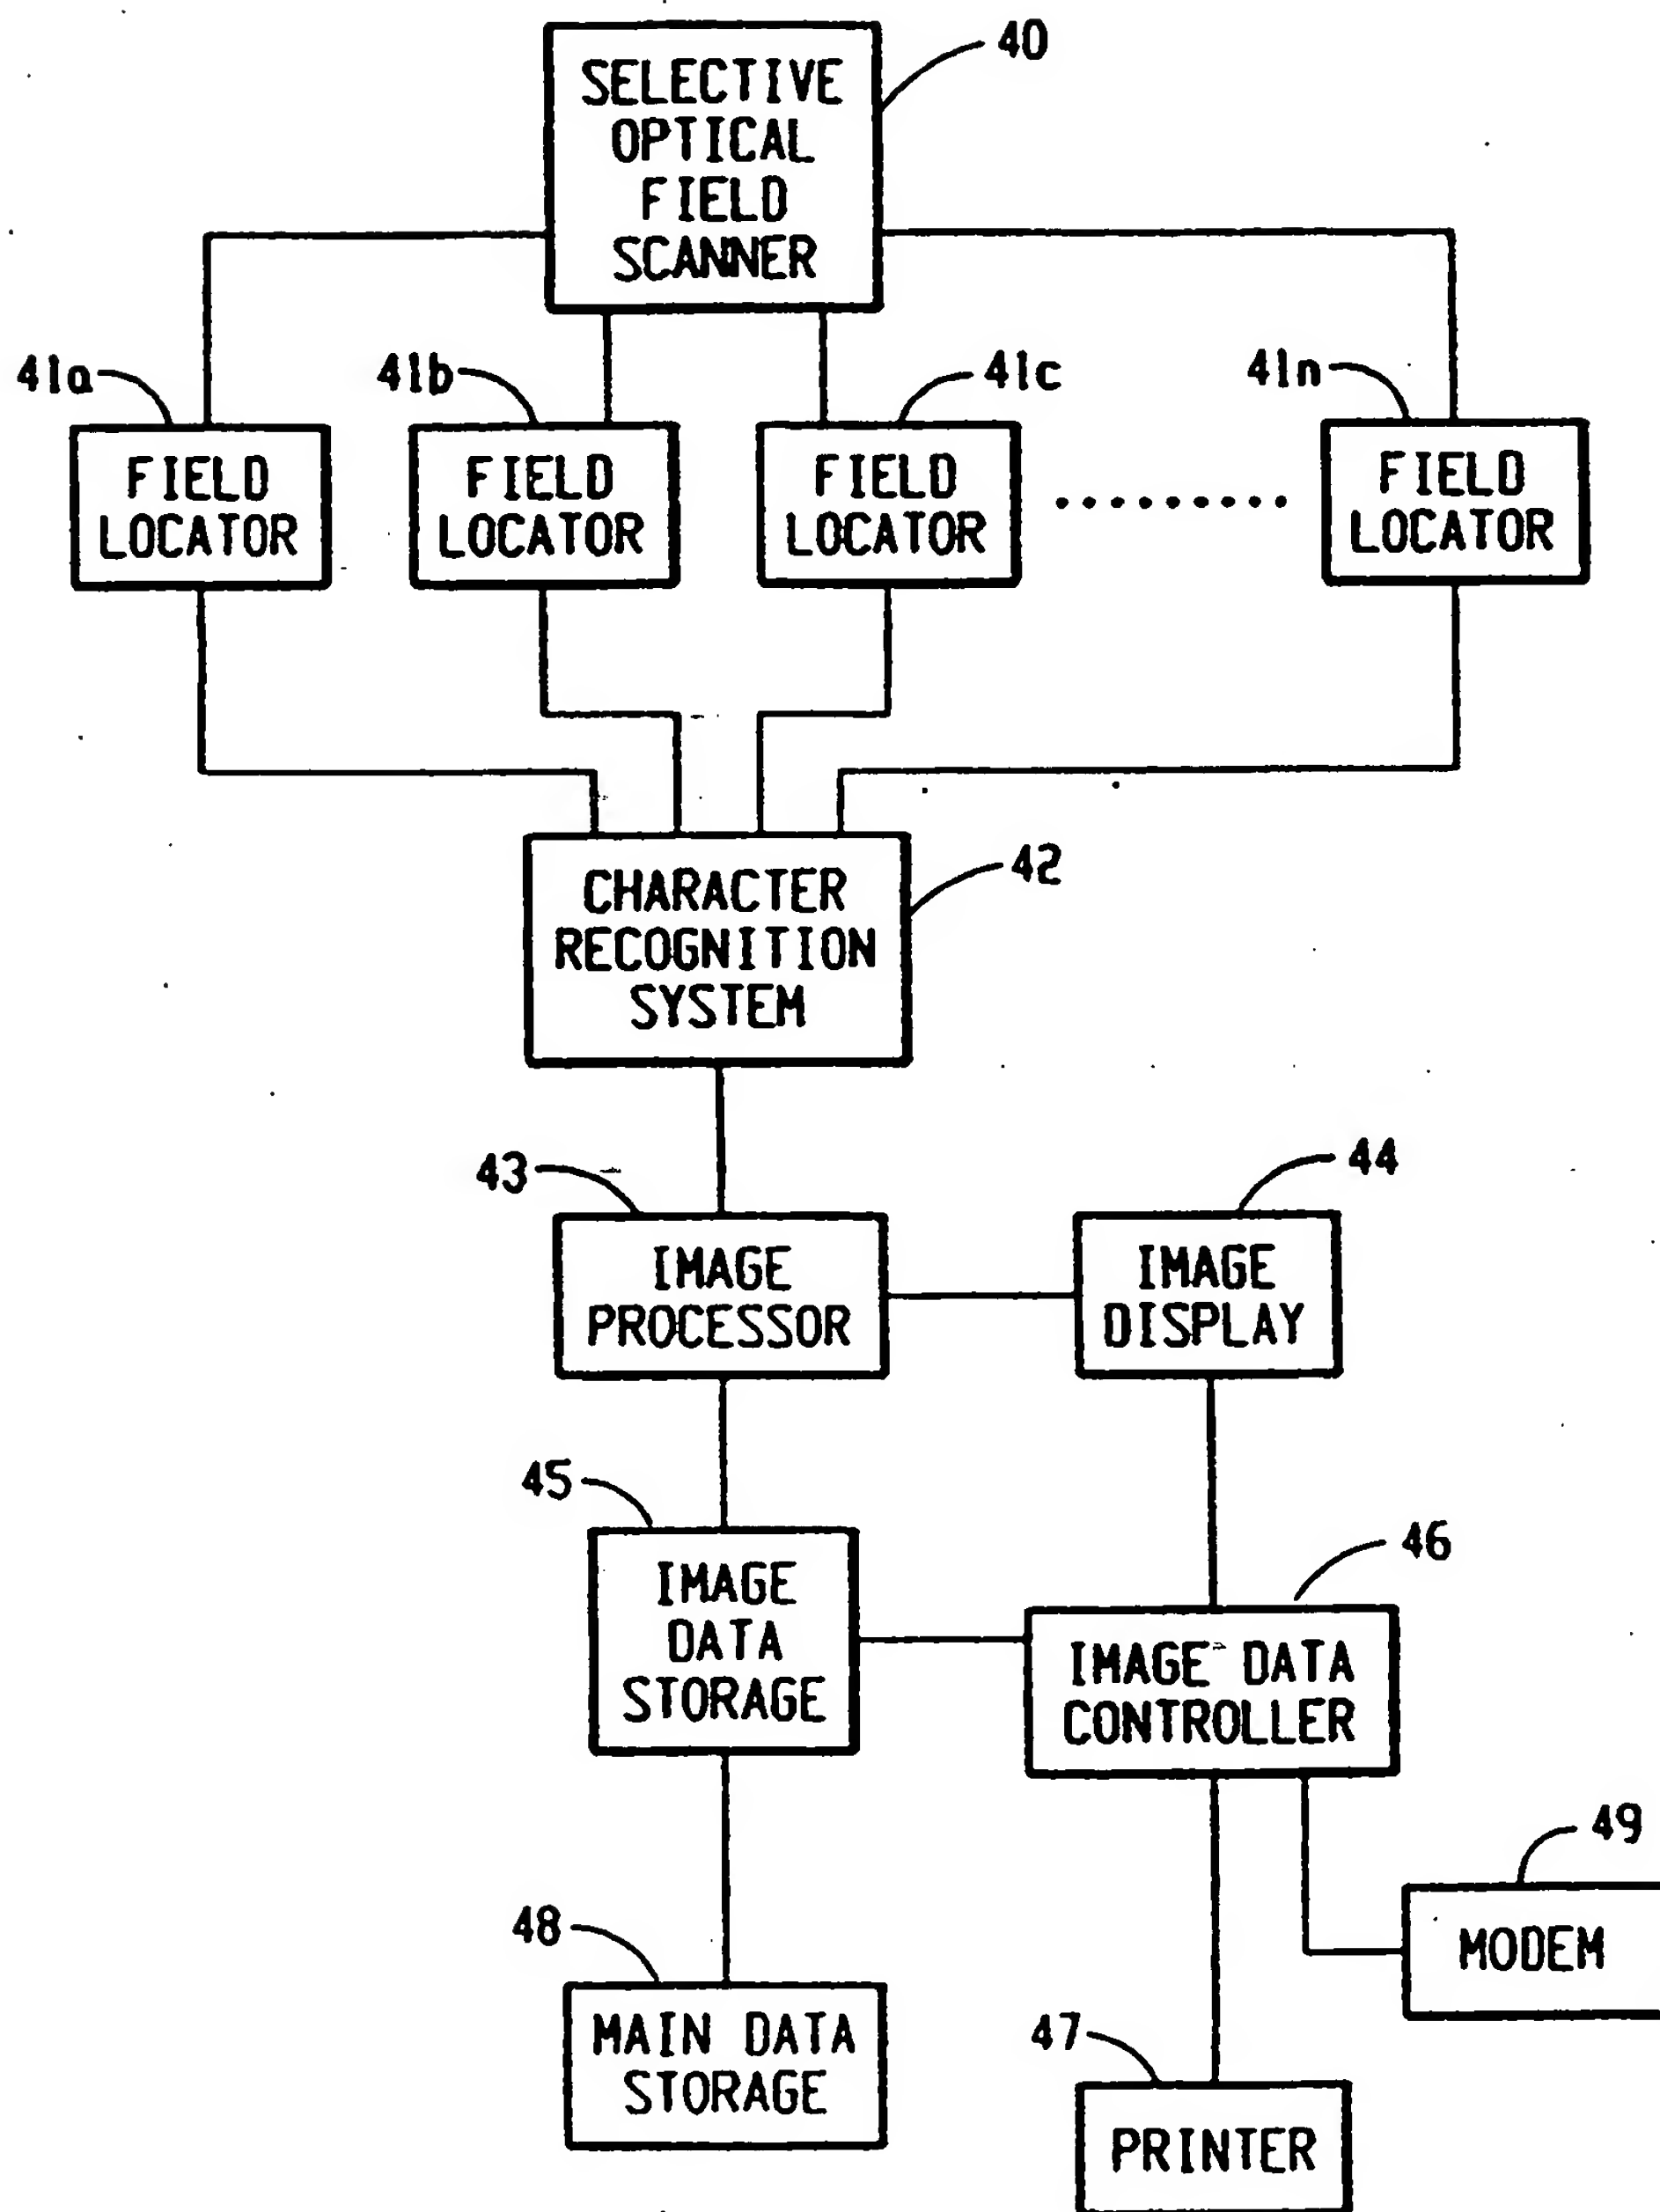 40
SELECTIVE
OPTICAL
FIELD
SCANNER
41a
41b
41c
41n
FIELD
LOCATOR
FIELD
LOCATOR
FIELD
LOCATOR
.........
FIELD
LOCATOR
42
CHARACTER
RECOGNITION
SYSTEM
43
44
IMAGE
PROCESSOR
IMAGE
DISPLAY
45
46
IMAGE
DATA
STORAGE
IMAGE DATA
CONTROLLER
49
MODEM
48
MAIN DATA
STORAGE
47
PRINTER